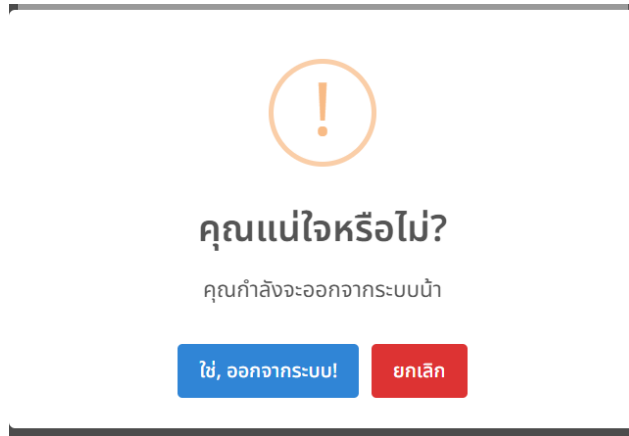 !
คุณแน่ใจหรือไม่?
คุณกำลังจะออกจากระบบน้า
ใช่, ออกจากระบบ!
ยกเลิก